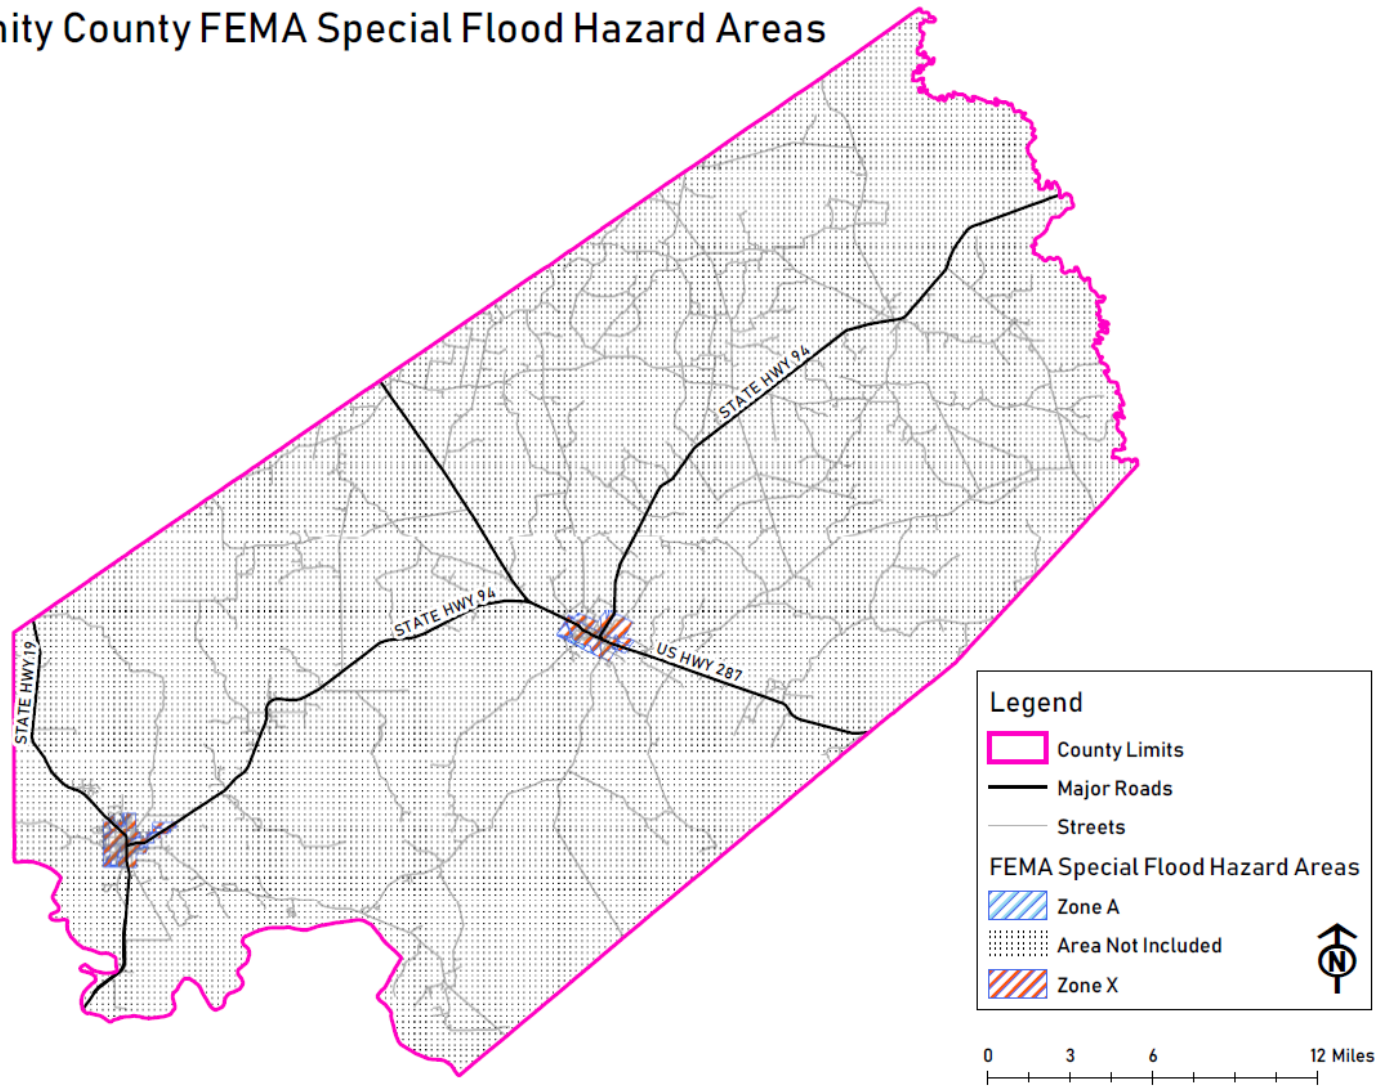 nity County FEMA Special Flood Hazard Areas
STATE HWY 94
STATE HWY 94
US HWY 287
STATE HWY 19
Legend
County Limits
Major Roads
Streets
FEMA Special Flood Hazard Areas
Zone A
Area Not Included
Zone X
N
0 3 6 12 Miles